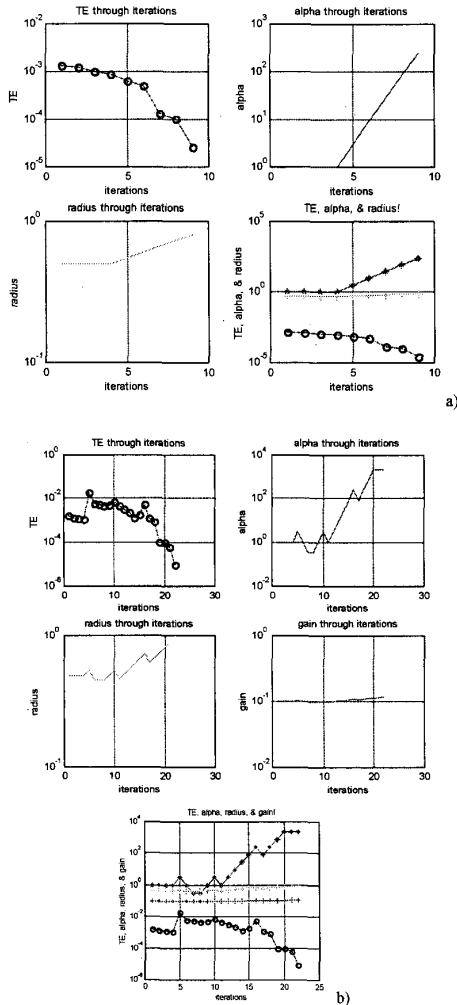 TE through iterations
10^-2
10^-3
10^-4
10^-5
TE
0 5 10
iterations
alpha through iterations
10^3
10^2
10^1
10^0
alpha
0 5 10
iterations
radius through iterations
10^0
10^-1
radius
0 5 10
iterations
TE, alpha, & radius!
10^5
10^0
10^-5
TE, alpha, & radius
0 5 10
iterations
a)
TE through iterations
10^0
10^-2
10^-4
10^-6
TE
0 10 20 30
iterations
alpha through iterations
10^4
10^2
10^0
10^-2
alpha
0 10 20 30
iterations
radius through iterations
10^0
10^-1
radius
0 10 20 30
iterations
gain through iterations
10^0
10^-1
10^-2
gain
0 10 20 30
iterations
TE, alpha, radius, & gain!
10^4
10^2
10^0
10^-2
10^-4
10^-6
TE, alpha, radius, & gain
0 5 10 15 20 25
iterations
b)